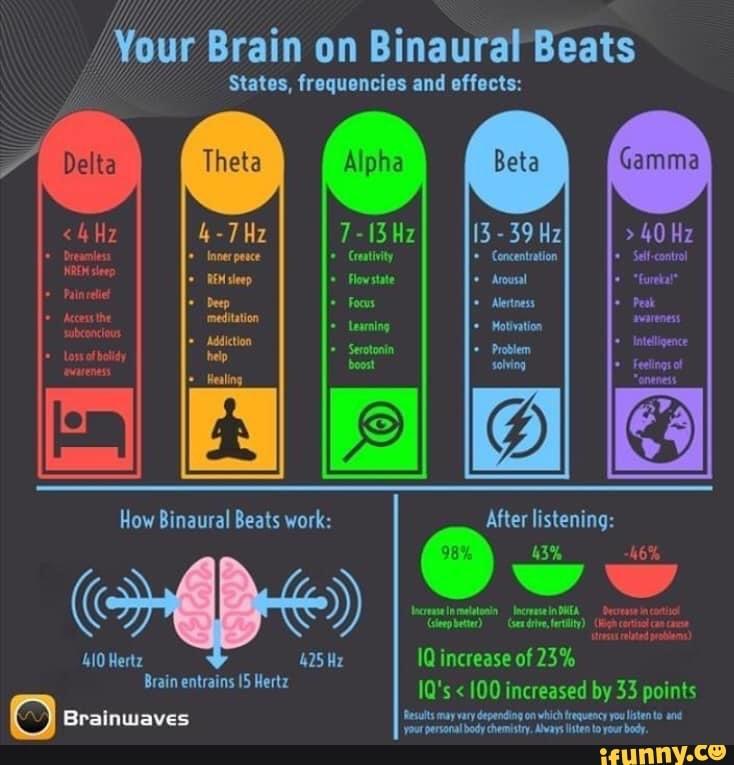 Your Brain on Binaural Beats
States, frequencies and effects:
Delta
< 4 Hz
• Dreamless
NREM sleep
• Pain relief
• Access the
subconcious
• Loss of bolidy
awareness
Theta
4 - 7 Hz
• Inner peace
• REM sleep
• Deep
meditation
• Addiction
help
• Healing
Alpha
7 - 13 Hz
• Creativity
• Flow state
• Focus
• Learning
• Serotonin
boost
Beta
13 - 39 Hz
• Concentration
• Arousal
• Alertness
• Motivation
• Problem
solving
Gamma
> 40 Hz
• Self-control
• "Eureka!"
• Peak
awareness
• Intelligence
• Feelings of
"oneness
How Binaural Beats work:
410 Hertz
425 Hz
Brain entrains 15 Hertz
Brainwaves
After listening:
98%
Increase in melatonin
(sleep better)
43%
Increase in DHEA
(sex drive, fertility)
-46%
Decrease in cortisol
(High cortisol can cause
stresss related problems)
IQ increase of 23%
IQ's < 100 increased by 33 points
Results may vary depending on which frequency you listen to and
your personal body chemistry. Always listen to your body.
ifunny.co